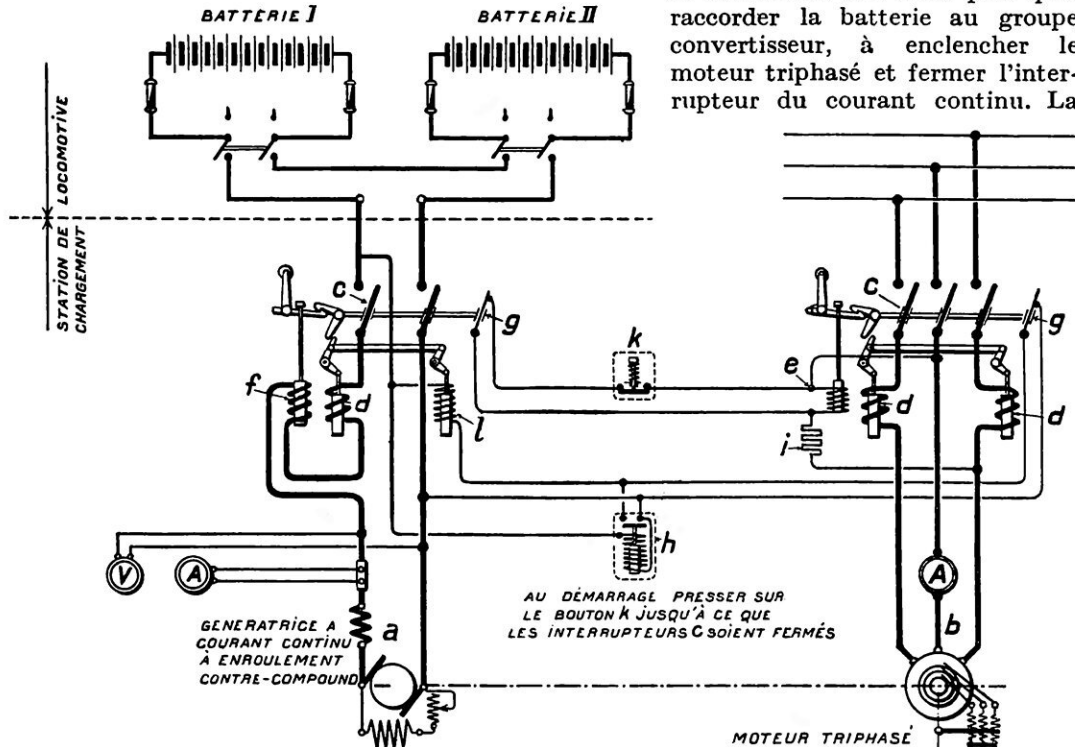 BATTERIE I
BATTERIE II
raccorder la batterie au groupe
convertisseur, à enclencher le
moteur triphasé et fermer l'inter-
rupteur du courant continu. La
LOCOMOTIVE
STATION DE
CHARGEMENT
c
g
k
e
c
g
f
d
l
i
d
d
h
V
A
A
AU DÉMARRAGE PRESSER SUR
LE BOUTON k JUSQU'À CE QUE
LES INTERRUPTEURS C SOIENT FERMÉS
a
b
GENERATRICE A
COURANT CONTINU
À ENROULEMENT
CONTRE-COMPOUND
MOTEUR TRIPHASÉ